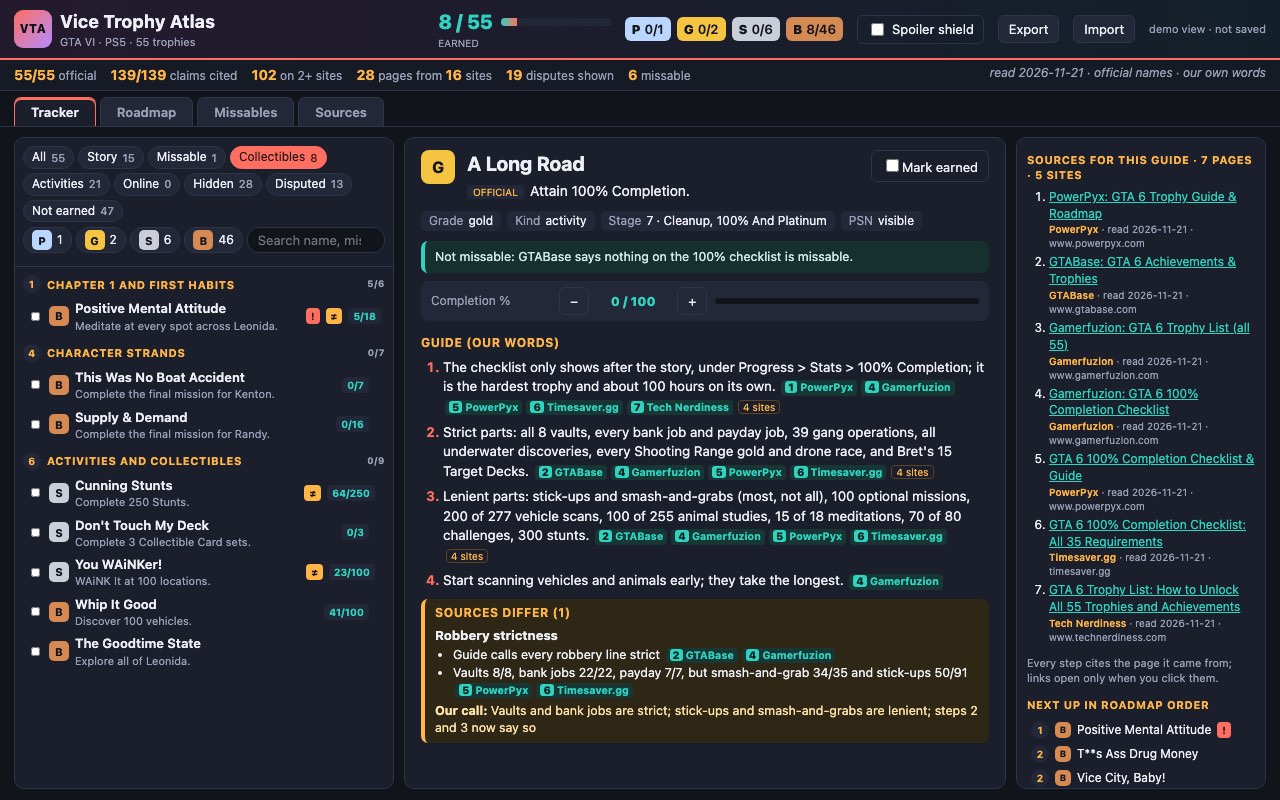 VTA
Vice Trophy Atlas
GTA VI · PS5 · 55 trophies
8 / 55
EARNED
P 0/1
G 0/2
S 0/6
B 8/46
Spoiler shield
Export
Import
demo view · not saved
55/55 official 139/139 claims cited 102 on 2+ sites 28 pages from 16 sites 19 disputes shown 6 missable
read 2026-11-21 · official names · our own words
Tracker
Roadmap
Missables
Sources
All 55
Story 15
Missable 1
Collectibles 8
Activities 21
Online 0
Hidden 28
Disputed 13
Not earned 47
P 1
G 2
S 6
B 46
Search name, mi
1 CHAPTER 1 AND FIRST HABITS 5/6
B Positive Mental Attitude ! ≠ 5/18
Meditate at every spot across Leonida.
4 CHARACTER STRANDS 0/7
B This Was No Boat Accident 0/7
Complete the final mission for Kenton.
B Supply & Demand 0/16
Complete the final mission for Randy.
6 ACTIVITIES AND COLLECTIBLES 0/9
S Cunning Stunts ≠ 64/250
Complete 250 Stunts.
S Don't Touch My Deck 0/3
Complete 3 Collectible Card sets.
S You WAiNKer! ≠ 23/100
WAiNK It at 100 locations.
B Whip It Good 41/100
Discover 100 vehicles.
B The Goodtime State
Explore all of Leonida.
G
A Long Road
OFFICIAL Attain 100% Completion.
Mark earned
Grade gold
Kind activity
Stage 7 · Cleanup, 100% And Platinum
PSN visible
Not missable: GTABase says nothing on the 100% checklist is missable.
Completion % − 0 / 100 +
GUIDE (OUR WORDS)
1. The checklist only shows after the story, under Progress > Stats > 100% Completion; it
is the hardest trophy and about 100 hours on its own. 1 PowerPyx 4 Gamerfuzion
5 PowerPyx 6 Timesaver.gg 7 Tech Nerdiness 4 sites
2. Strict parts: all 8 vaults, every bank job and payday job, 39 gang operations, all
underwater discoveries, every Shooting Range gold and drone race, and Bret's 15
Target Decks. 2 GTABase 4 Gamerfuzion 5 PowerPyx 6 Timesaver.gg 4 sites
3. Lenient parts: stick-ups and smash-and-grabs (most, not all), 100 optional missions,
200 of 277 vehicle scans, 100 of 255 animal studies, 15 of 18 meditations, 70 of 80
challenges, 300 stunts. 2 GTABase 4 Gamerfuzion 5 PowerPyx 6 Timesaver.gg
4 sites
4. Start scanning vehicles and animals early; they take the longest. 4 Gamerfuzion
SOURCES DIFFER (1)
Robbery strictness
• Guide calls every robbery line strict 2 GTABase 4 Gamerfuzion
• Vaults 8/8, bank jobs 22/22, payday 7/7, but smash-and-grab 34/35 and stick-ups 50/91
5 PowerPyx 6 Timesaver.gg
Our call: Vaults and bank jobs are strict; stick-ups and smash-and-grabs are lenient; steps 2
and 3 now say so
SOURCES FOR THIS GUIDE · 7 PAGES
· 5 SITES
1. PowerPyx: GTA 6 Trophy Guide &
Roadmap
PowerPyx · read 2026-11-21 ·
www.powerpyx.com
2. GTABase: GTA 6 Achievements &
Trophies
GTABase · read 2026-11-21 ·
www.gtabase.com
3. Gamerfuzion: GTA 6 Trophy List (all
55)
Gamerfuzion · read 2026-11-21 ·
www.gamerfuzion.com
4. Gamerfuzion: GTA 6 100%
Completion Checklist
Gamerfuzion · read 2026-11-21 ·
www.gamerfuzion.com
5. GTA 6 100% Completion Checklist &
Guide
PowerPyx · read 2026-11-21 ·
www.powerpyx.com
6. GTA 6 100% Completion Checklist:
All 35 Requirements
Timesaver.gg · read 2026-11-21 ·
timesaver.gg
7. GTA 6 Trophy List: How to Unlock
All 55 Trophies and Achievements
Tech Nerdiness · read 2026-11-21 ·
www.technerdiness.com
Every step cites the page it came from;
links open only when you click them.
NEXT UP IN ROADMAP ORDER
1 B Positive Mental Attitude !
2 B T**s Ass Drug Money
2 B Vice City, Baby!